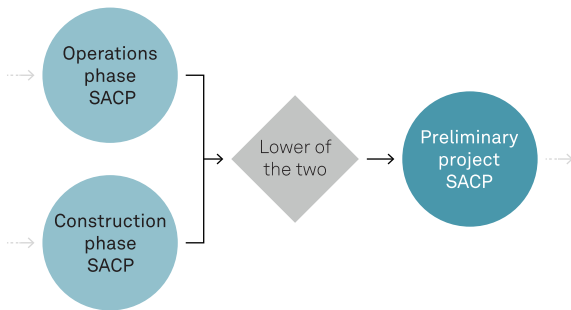 Operations
phase
SACP
Construction
phase
SACP
Lower of
the two
Preliminary
project
SACP